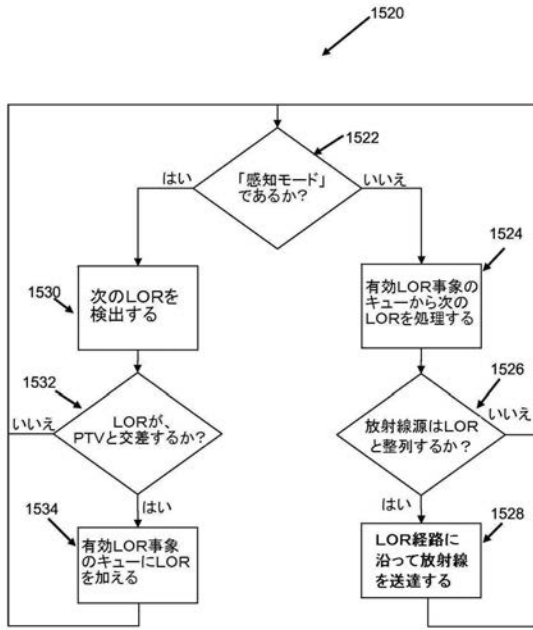 1520
1522
「感知モード」
であるか?
はい
いいえ
1524
有効LOR事象の
キューから次の
LORを処理する
1530
次のLORを
検出する
1526
放射線源はLOR
と整列するか?
いいえ
はい
1532
LORが、
PTVと交差するか?
いいえ
はい
1528
LOR経路に
沿って放射線
を送達する
1534
有効LOR事象
のキューにLOR
を加える